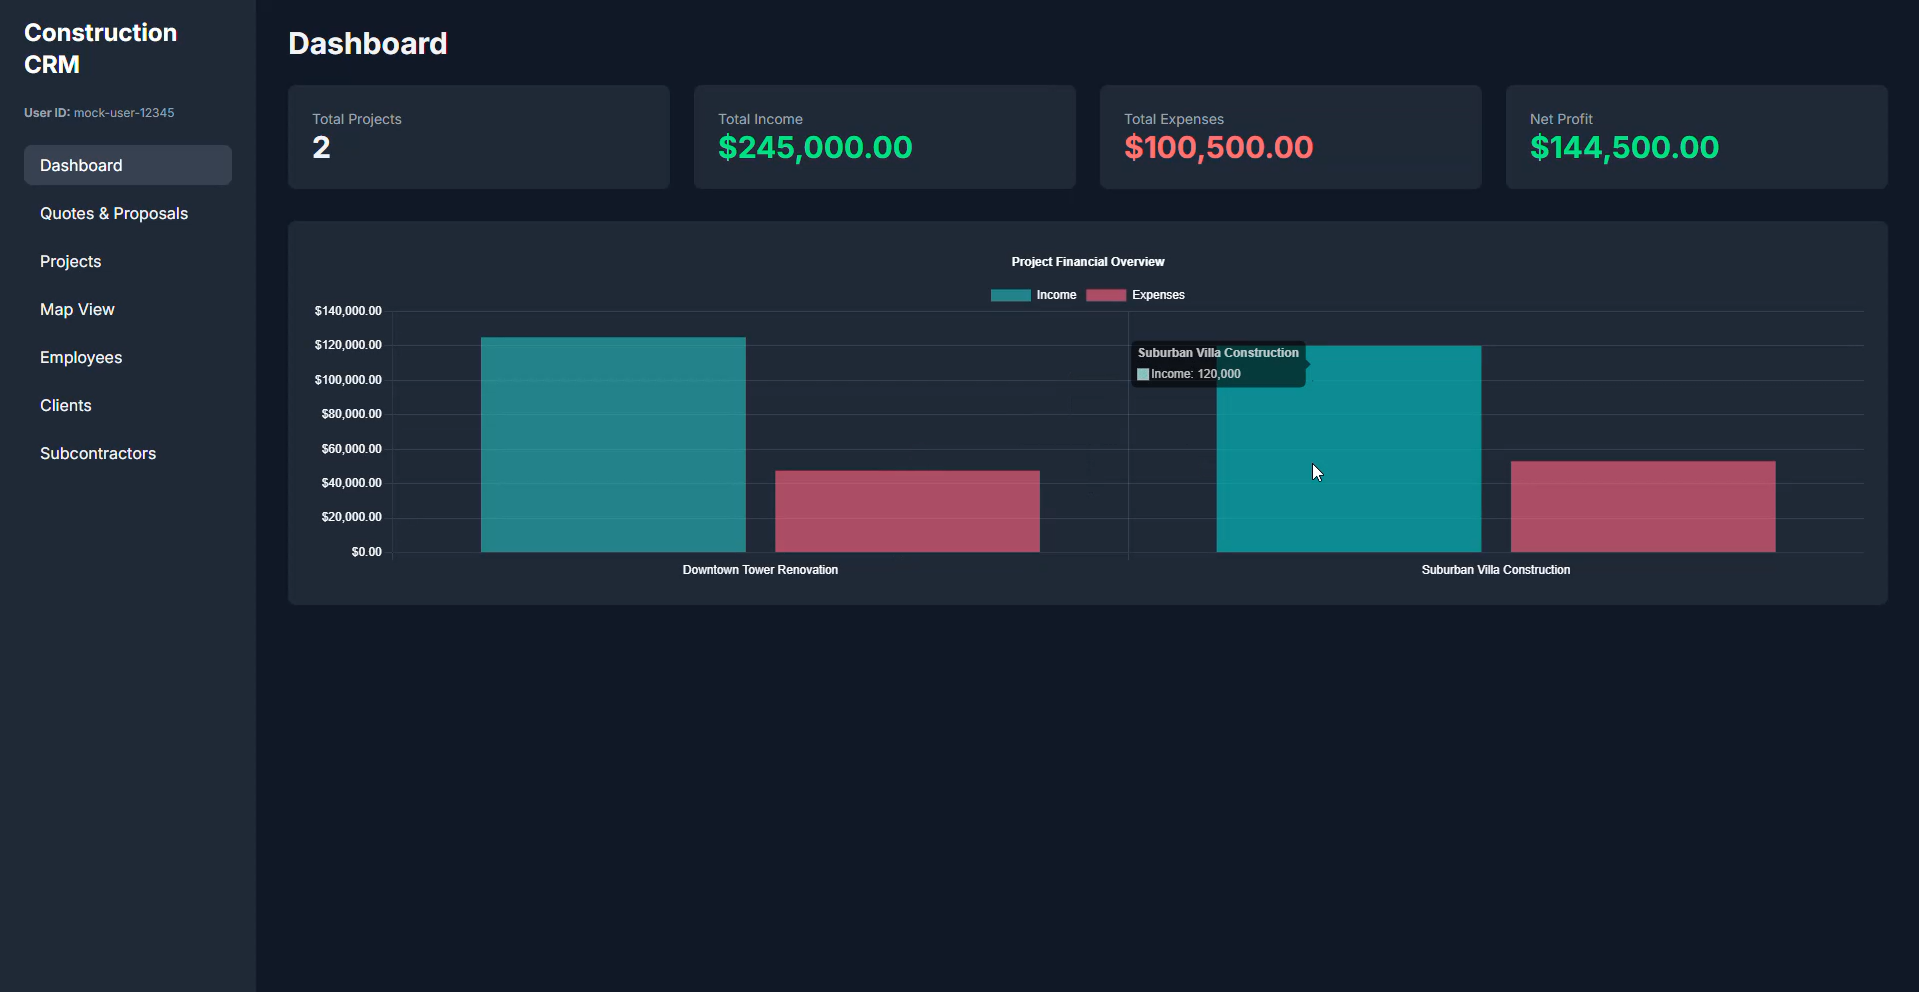 Construction
CRM
User ID: mock-user-12345
Dashboard
Quotes & Proposals
Projects
Map View
Employees
Clients
Subcontractors
Dashboard
Total Projects
2
Total Income
$245,000.00
Total Expenses
$100,500.00
Net Profit
$144,500.00
Project Financial Overview
Income Expenses
$140,000.00
$120,000.00
$100,000.00
$80,000.00
$60,000.00
$40,000.00
$20,000.00
$0.00
Suburban Villa Construction
Income: 120,000
Downtown Tower Renovation
Suburban Villa Construction